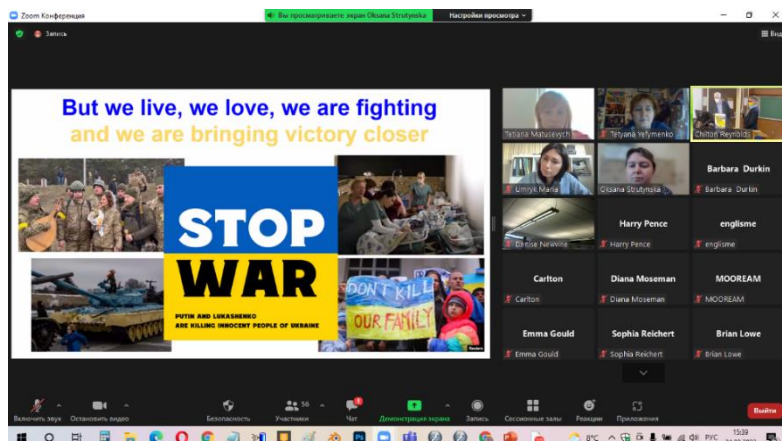 Zoom Конференция
Вы просматриваете экран Oksana Strutynska
Настройки просмотра
Запись
Вид
But we live, we love, we are fighting
and we are bringing victory closer
STOP
WAR
PUTIN AND LUKASHENKO
ARE KILLING INNOCENT PEOPLE OF UKRAINE
DON'T KILL
OUR FAMILY
Tetiana Matusevych
Tetyana Yefymenko
Chilton Reynolds
Umryk Maria
Oksana Strutynska
Barbara Durkin
Barbara Durkin
Denise Newvine
Harry Pence
Harry Pence
englisme
englisme
Carlton
Carlton
Diana Moseman
Diana Moseman
MOOREAM
MOOREAM
Emma Gould
Emma Gould
Sophia Reichert
Sophia Reichert
Brian Lowe
Brian Lowe
Включить звук
Остановить видео
Безопасность
Участники
56
Чат
Демонстрация экрана
Запись
Сессионные залы
Реакции
Приложения
Выйти
8°C
РУС
15:39